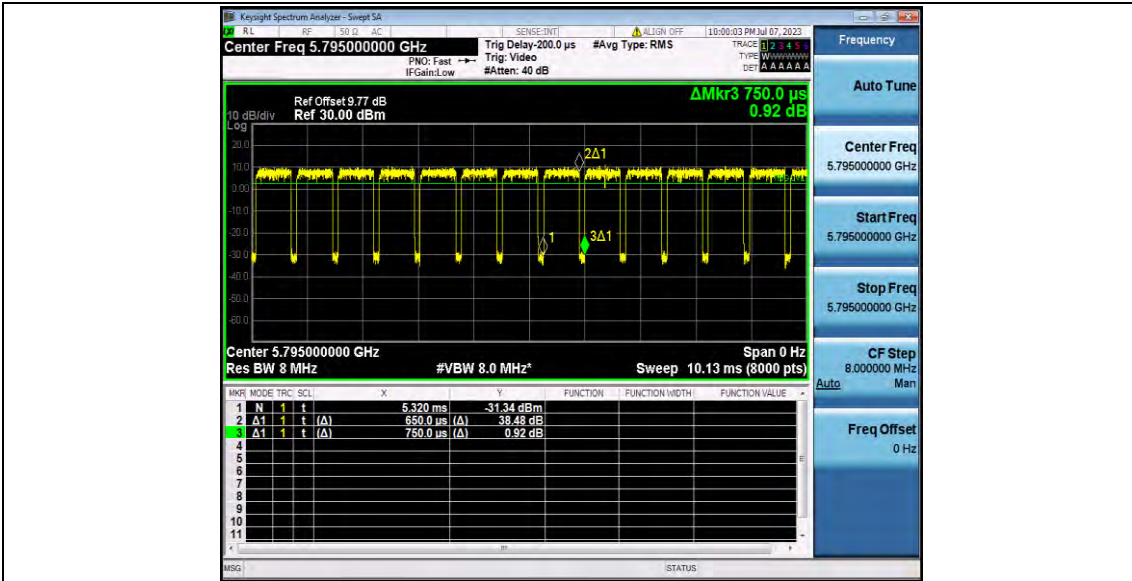 Keysight Spectrum Analyzer - Swept SA
RL RF 50 Ω AC SENSE:INT ALIGN OFF 10:00:03 PM Jul 07, 2023
Center Freq 5.795000000 GHz
PNO: Fast
IFGain:Low
Trig Delay-200.0 µs
Trig: Video
#Atten: 40 dB
#Avg Type: RMS
TRACE 1 2 3 4 5 6
TYPE WWWWWW
DET A A A A A A
ΔMkr3 750.0 µs
0.92 dB
Ref Offset 9.77 dB
10 dB/div Ref 30.00 dBm
Log
20.0
10.0
0.00
-10.0
-20.0
-30.0
-40.0
-50.0
-60.0
2Δ1
1
3Δ1
Center 5.795000000 GHz Span 0 Hz
Res BW 8 MHz #VBW 8.0 MHz* Sweep 10.13 ms (8000 pts)
MKR MODE TRC SCL X Y FUNCTION FUNCTION WIDTH FUNCTION VALUE
1 N 1 t 5.320 ms -31.34 dBm
2 Δ1 1 t (Δ) 650.0 µs (Δ) 38.48 dB
3 Δ1 1 t (Δ) 750.0 µs (Δ) 0.92 dB
4
5
6
7
8
9
10
11
MSG STATUS
Frequency
Auto Tune
Center Freq
5.795000000 GHz
Start Freq
5.795000000 GHz
Stop Freq
5.795000000 GHz
CF Step
8.000000 MHz
Auto Man
Freq Offset
0 Hz